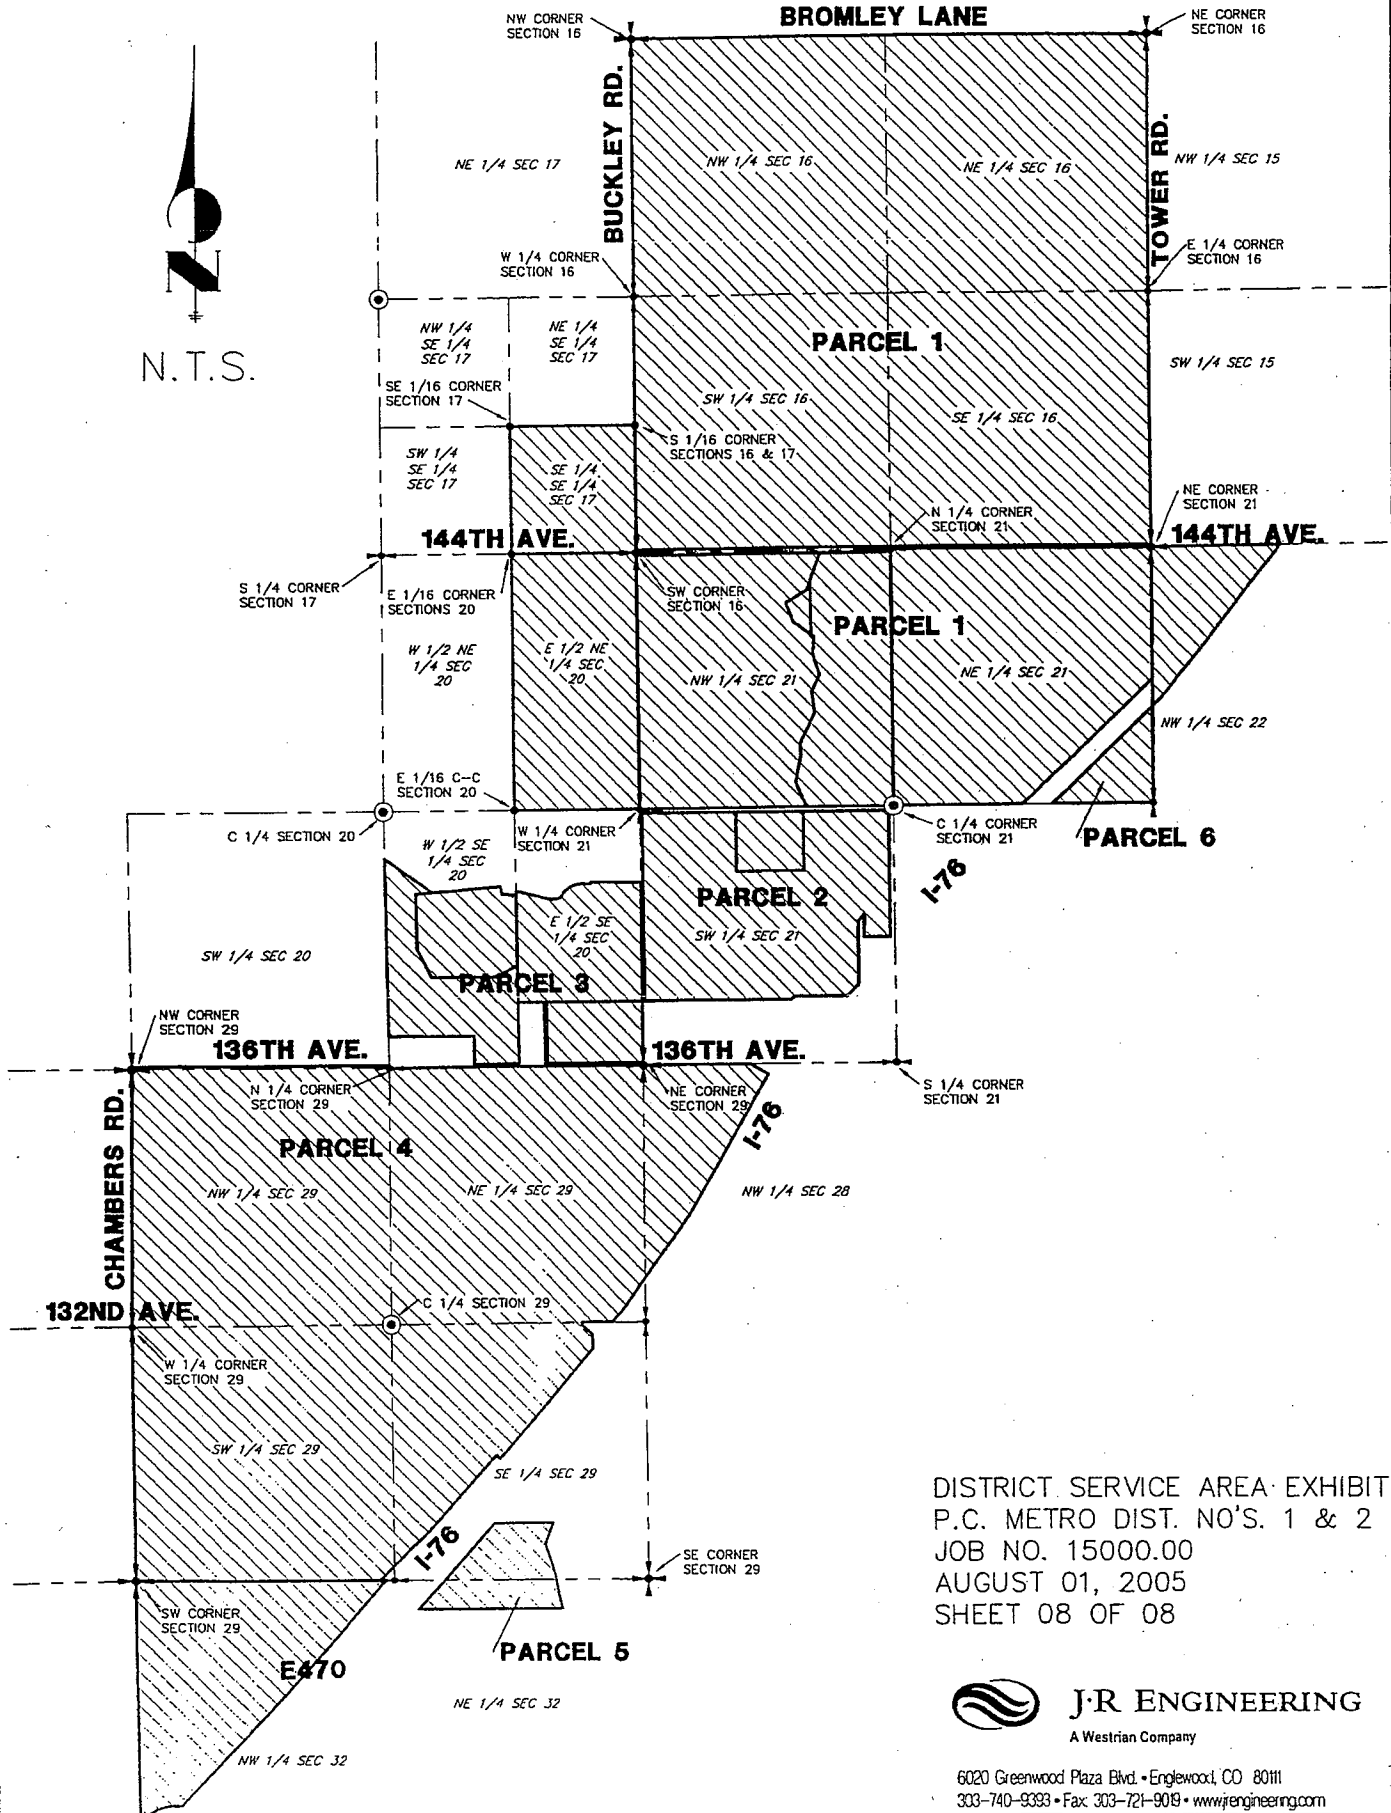 NW CORNER
SECTION 16
BROMLEY LANE
NE CORNER
SECTION 16
BUCKLEY RD.
TOWER RD.
NE 1/4 SEC 17
NW 1/4 SEC 16
NE 1/4 SEC 16
NW 1/4 SEC 15
W 1/4 CORNER
SECTION 16
E 1/4 CORNER
SECTION 16
N
N.T.S.
NW 1/4
SE 1/4
SEC 17
NE 1/4
SE 1/4
SEC 17
PARCEL 1
SW 1/4 SEC 15
SE 1/16 CORNER
SECTION 17
SW 1/4 SEC 16
SE 1/4 SEC 16
S 1/16 CORNER
SECTIONS 16 & 17
SW 1/4
SE 1/4
SEC 17
SE 1/4
SE 1/4
SEC 17
NE CORNER
SECTION 21
N 1/4 CORNER
SECTION 21
144TH AVE.
144TH AVE.
S 1/4 CORNER
SECTION 17
E 1/16 CORNER
SECTIONS 20
SW CORNER
SECTION 16
PARCEL 1
W 1/2 NE
1/4 SEC
20
E 1/2 NE
1/4 SEC
20
NW 1/4 SEC 21
NE 1/4 SEC 21
NW 1/4 SEC 22
E 1/16 C-C
SECTION 20
C 1/4 SECTION 20
W 1/4 CORNER
SECTION 21
C 1/4 CORNER
SECTION 21
PARCEL 6
W 1/2 SE
1/4 SEC
20
I-76
PARCEL 2
E 1/2 SE
1/4 SEC
20
SW 1/4 SEC 21
SW 1/4 SEC 20
PARCEL 3
NW CORNER
SECTION 29
136TH AVE.
136TH AVE.
N 1/4 CORNER
SECTION 29
NE CORNER
SECTION 29
S 1/4 CORNER
SECTION 21
CHAMBERS RD.
I-76
PARCEL 4
NW 1/4 SEC 29
NE 1/4 SEC 29
NW 1/4 SEC 28
132ND AVE.
C 1/4 SECTION 29
W 1/4 CORNER
SECTION 29
SW 1/4 SEC 29
SE 1/4 SEC 29
I-76
SE CORNER
SECTION 29
SW CORNER
SECTION 29
PARCEL 5
E470
NE 1/4 SEC 32
NW 1/4 SEC 32
DISTRICT SERVICE AREA EXHIBIT
P.C. METRO DIST. NO'S. 1 & 2
JOB NO. 15000.00
AUGUST 01, 2005
SHEET 08 OF 08
J·R ENGINEERING
A Westrian Company
6020 Greenwood Plaza Blvd. • Englewood, CO 80111
303-740-9393 • Fax: 303-721-9019 • www.jrengineering.com